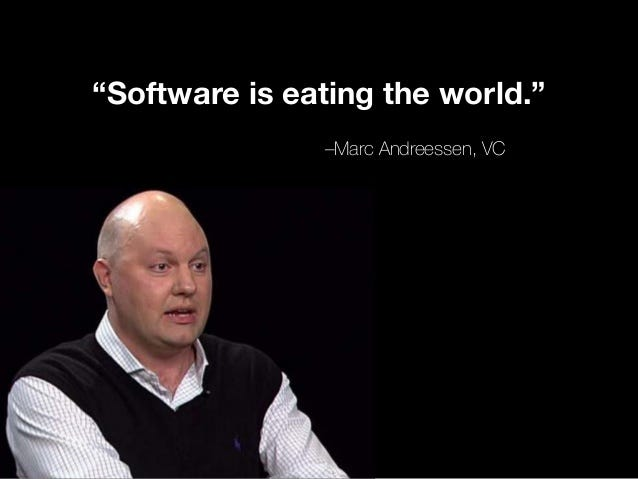 “Software is eating the world.”
–Marc Andreessen, VC